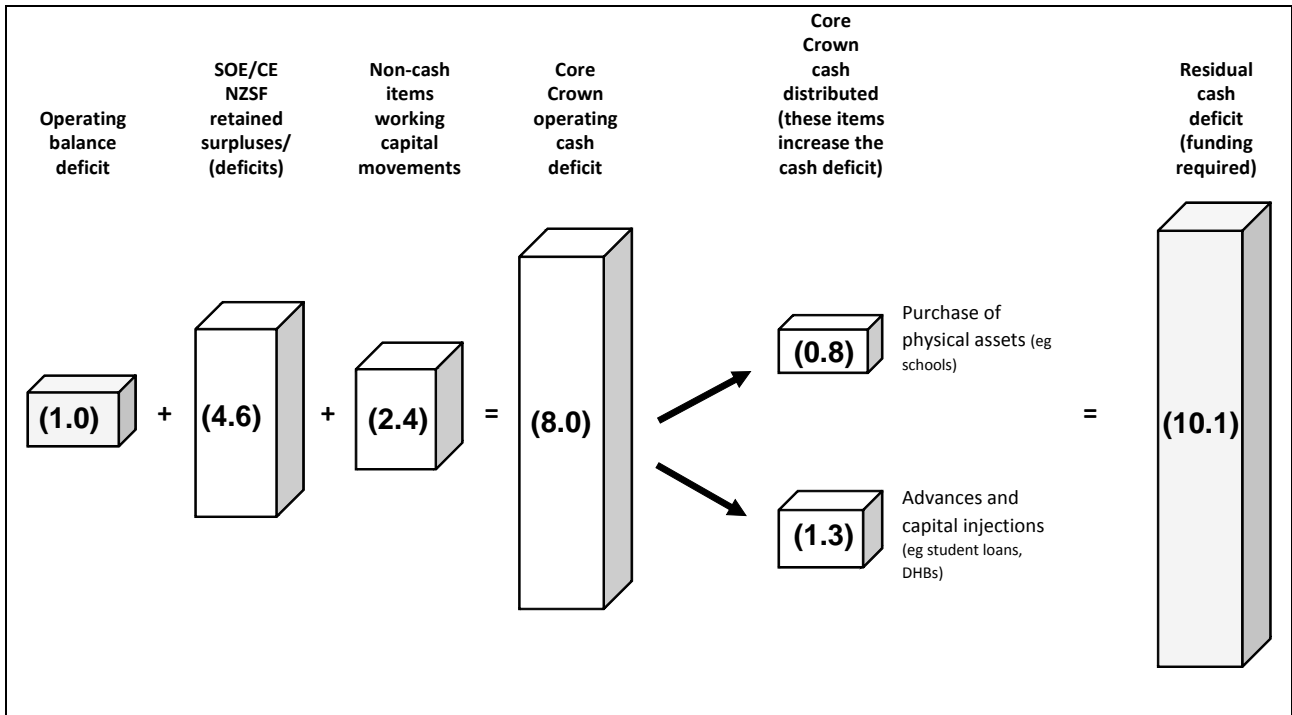 Operating
balance
deficit
SOE/CE
NZSF
retained
surpluses/
(deficits)
Non-cash
items
working
capital
movements
Core
Crown
operating
cash
deficit
Core
Crown
cash
distributed
(these items
increase the
cash deficit)
Residual
cash
deficit
(funding
required)
(1.0)
+
(4.6)
+
(2.4)
=
(8.0)
(0.8)
Purchase of
physical assets (eg
schools)
(1.3)
Advances and
capital injections
(eg student loans,
DHBs)
=
(10.1)